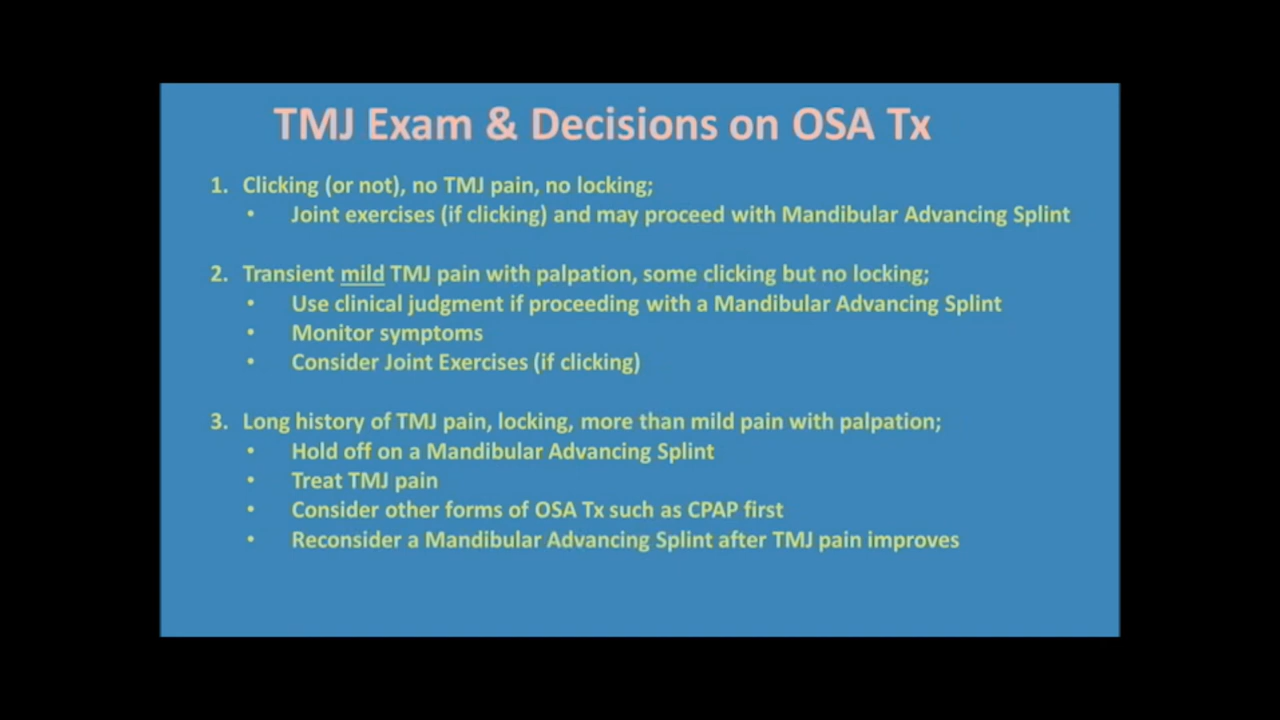 TMJ Exam & Decisions on OSA Tx
1. Clicking (or not), no TMJ pain, no locking;
• Joint exercises (if clicking) and may proceed with Mandibular Advancing Splint
2. Transient mild TMJ pain with palpation, some clicking but no locking;
• Use clinical judgment if proceeding with a Mandibular Advancing Splint
• Monitor symptoms
• Consider Joint Exercises (if clicking)
3. Long history of TMJ pain, locking, more than mild pain with palpation;
• Hold off on a Mandibular Advancing Splint
• Treat TMJ pain
• Consider other forms of OSA Tx such as CPAP first
• Reconsider a Mandibular Advancing Splint after TMJ pain improves